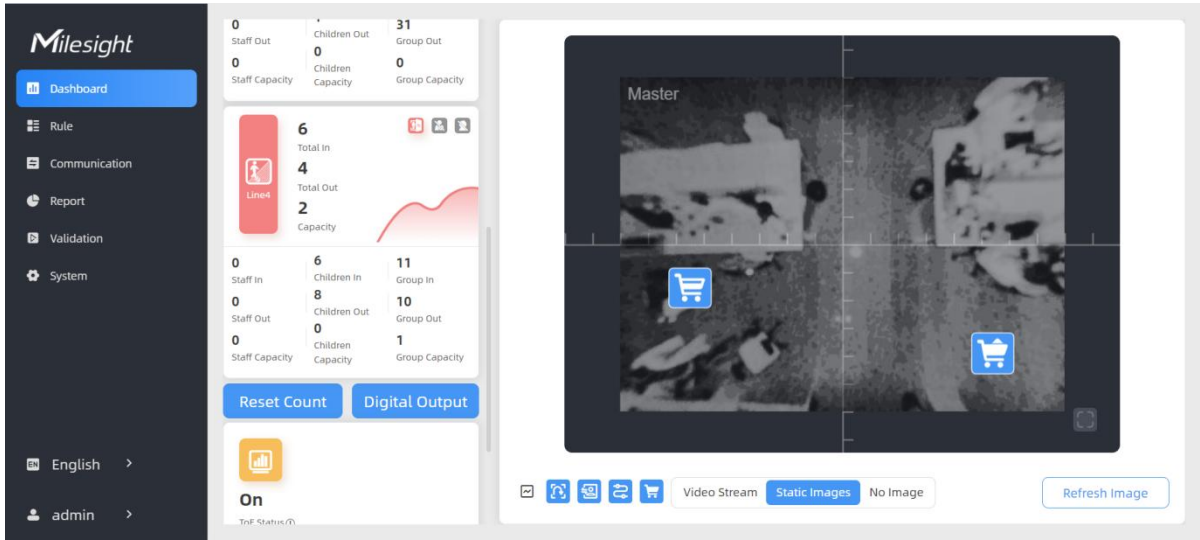 Milesight
Dashboard
Rule
Communication
Report
Validation
System
EN English >
admin >
0
Staff Out
Children Out
31
Group Out
0
Staff Capacity
0
Children
Capacity
0
Group Capacity
Line4
6
Total In
4
Total Out
2
Capacity
0
Staff In
6
Children In
11
Group In
0
Staff Out
8
Children Out
10
Group Out
0
Staff Capacity
0
Children
Capacity
1
Group Capacity
Reset Count
Digital Output
On
ToF Status
Master
Video Stream
Static Images
No Image
Refresh Image